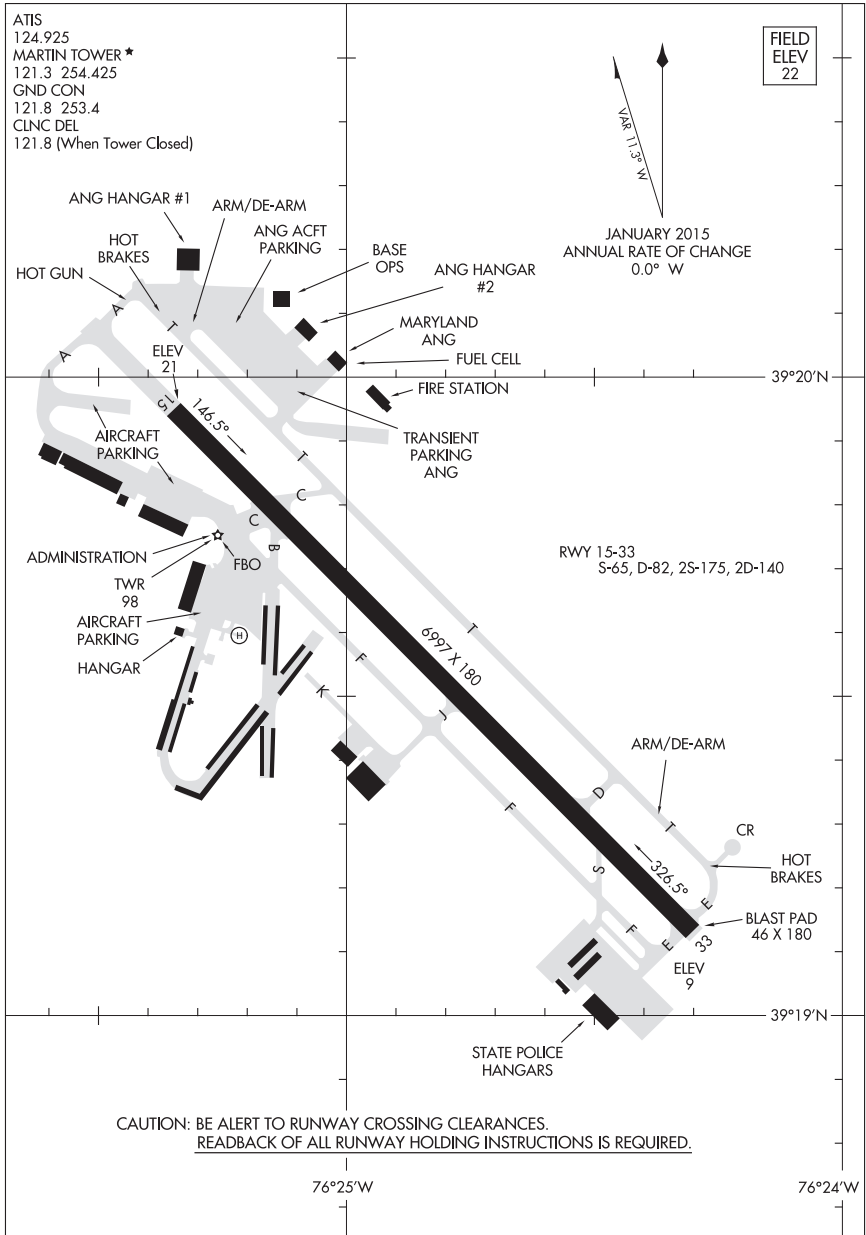 ATIS
124.925
MARTIN TOWER ★
121.3 254.425
GND CON
121.8 253.4
CLNC DEL
121.8 (When Tower Closed)
FIELD
ELEV
22
VAR 11.3° W
JANUARY 2015
ANNUAL RATE OF CHANGE
0.0° W
ANG HANGAR #1
ARM/DE-ARM
HOT
BRAKES
ANG ACFT
PARKING
HOT GUN
BASE
OPS
ANG HANGAR
#2
MARYLAND
ANG
FUEL CELL
A
A
T
ELEV
21
39°20'N
FIRE STATION
15
146.5°
AIRCRAFT
PARKING
TRANSIENT
PARKING
ANG
T
C
C
B
ADMINISTRATION
FBO
TWR
98
RWY 15-33
S-65, D-82, 2S-175, 2D-140
AIRCRAFT
PARKING
H
HANGAR
T
F
6997 X 180
K
J
ARM/DE-ARM
D
F
T
CR
S
326.5°
HOT
BRAKES
E
BLAST PAD
46 X 180
F
E
33
ELEV
9
39°19'N
STATE POLICE
HANGARS
CAUTION: BE ALERT TO RUNWAY CROSSING CLEARANCES.
READBACK OF ALL RUNWAY HOLDING INSTRUCTIONS IS REQUIRED.
76°25'W
76°24'W